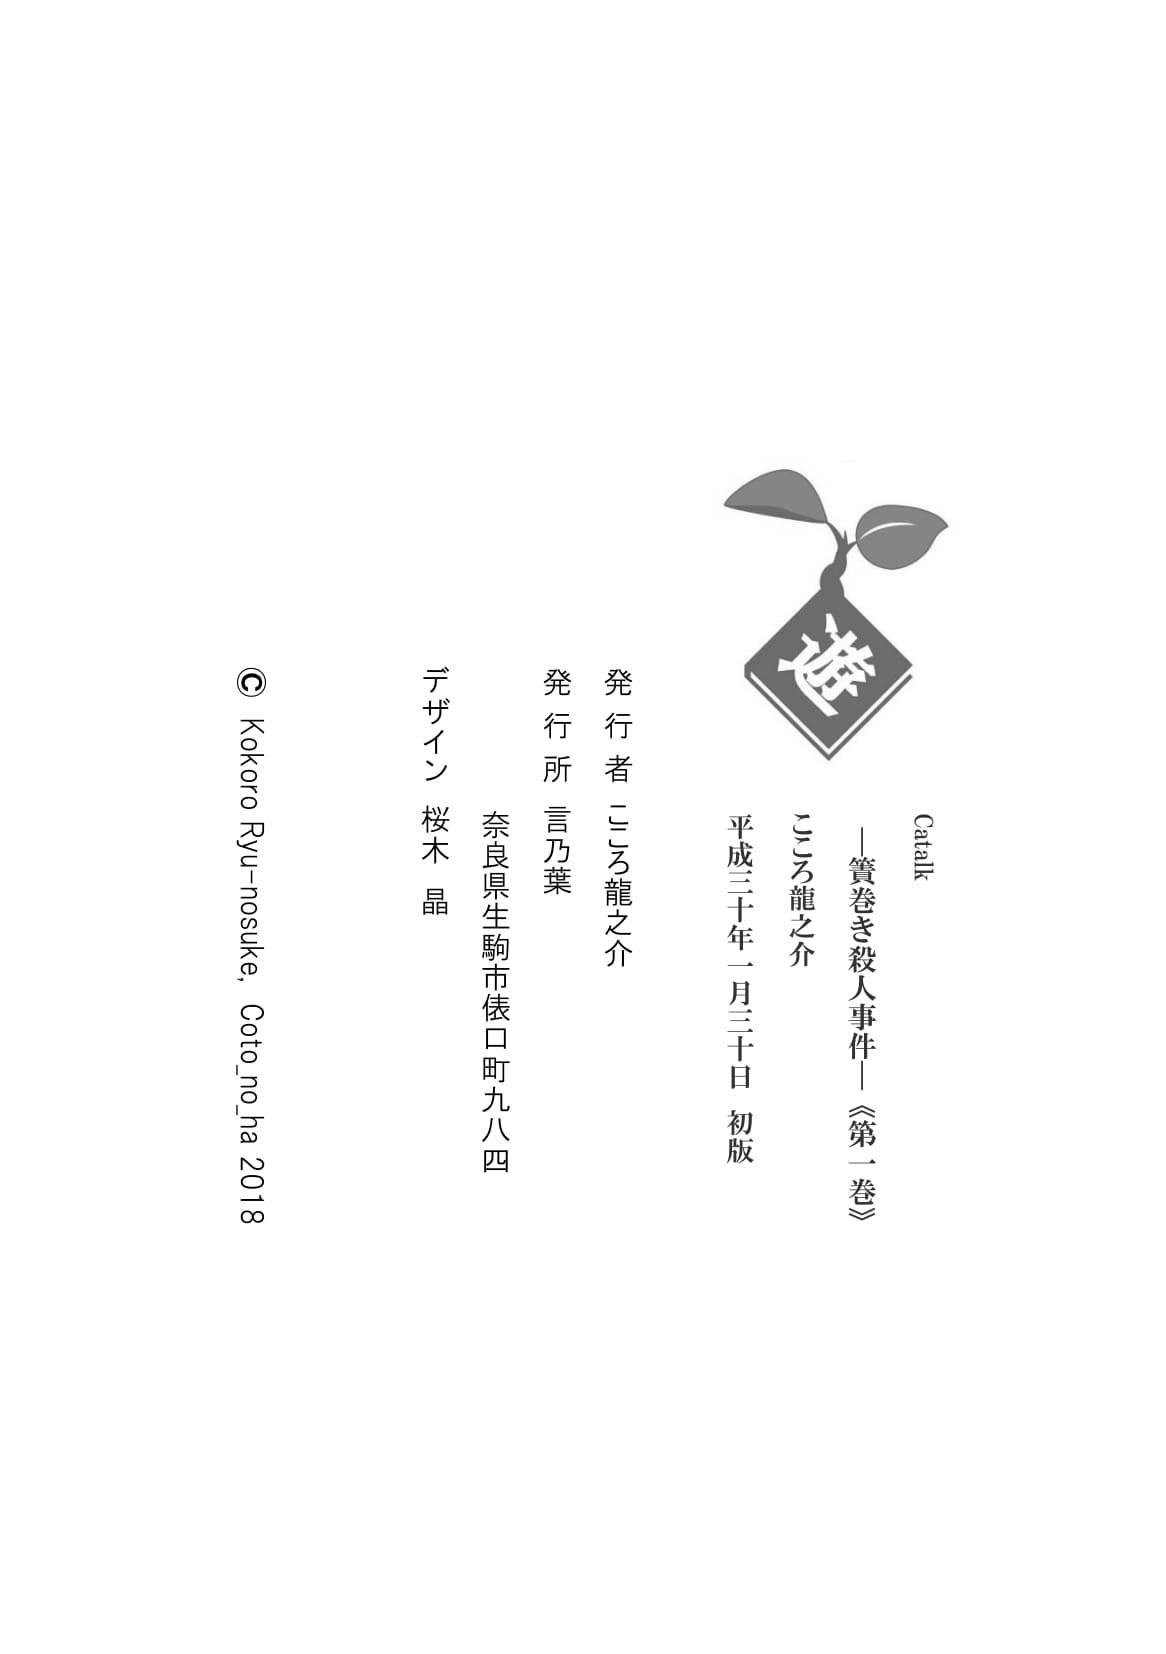 遊
Catalk
―簀巻き殺人事件―《第一巻》
こころ龍之介
平成三十年一月三十日 初版
発行者 こころ龍之介
発行所 言乃葉
奈良県生駒市俵口町九八四
デザイン 桜木 晶
© Kokoro Ryu-nosuke, Coto_no_ha 2018